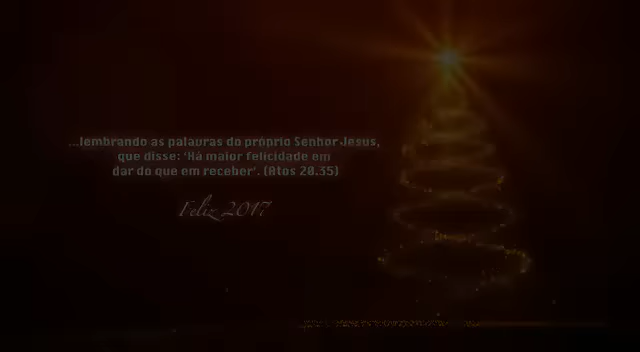 ...lembrando as palavras do próprio Senhor Jesus,
que disse: 'Há maior felicidade em
dar do que em receber'. (Atos 20.35)
Feliz 2017